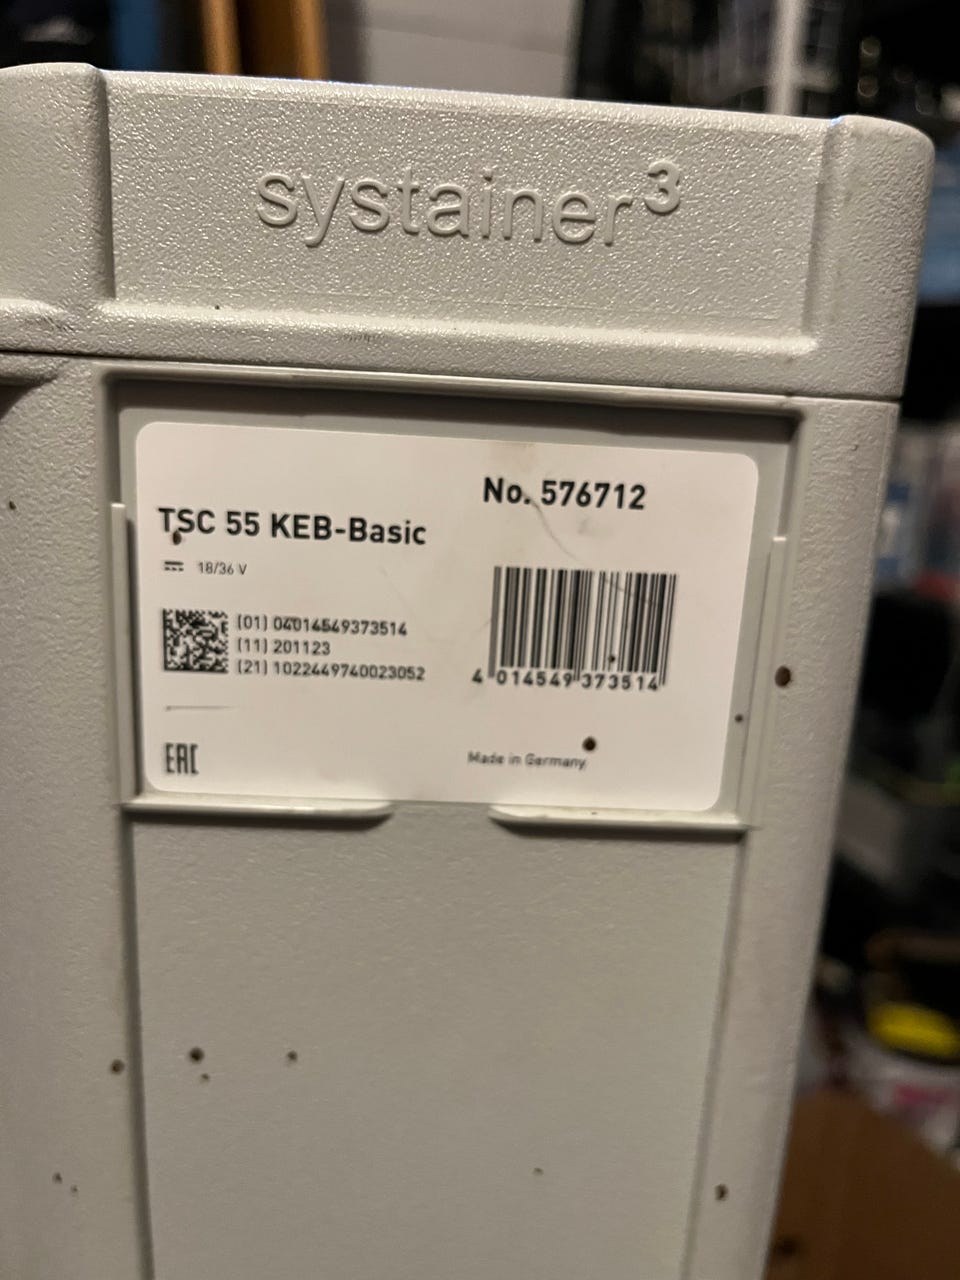 systainer³
No. 576712
TSC 55 KEB-Basic
18/36 V
(01) 04014549373514
(11) 201123
(21) 1022449740023052
4 014549 373514
EAC
Made in Germany